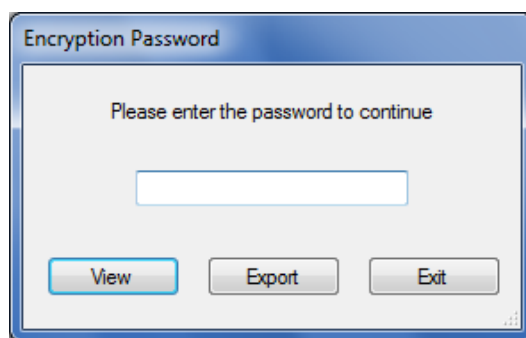 Encryption Password
Please enter the password to continue
View Export Exit